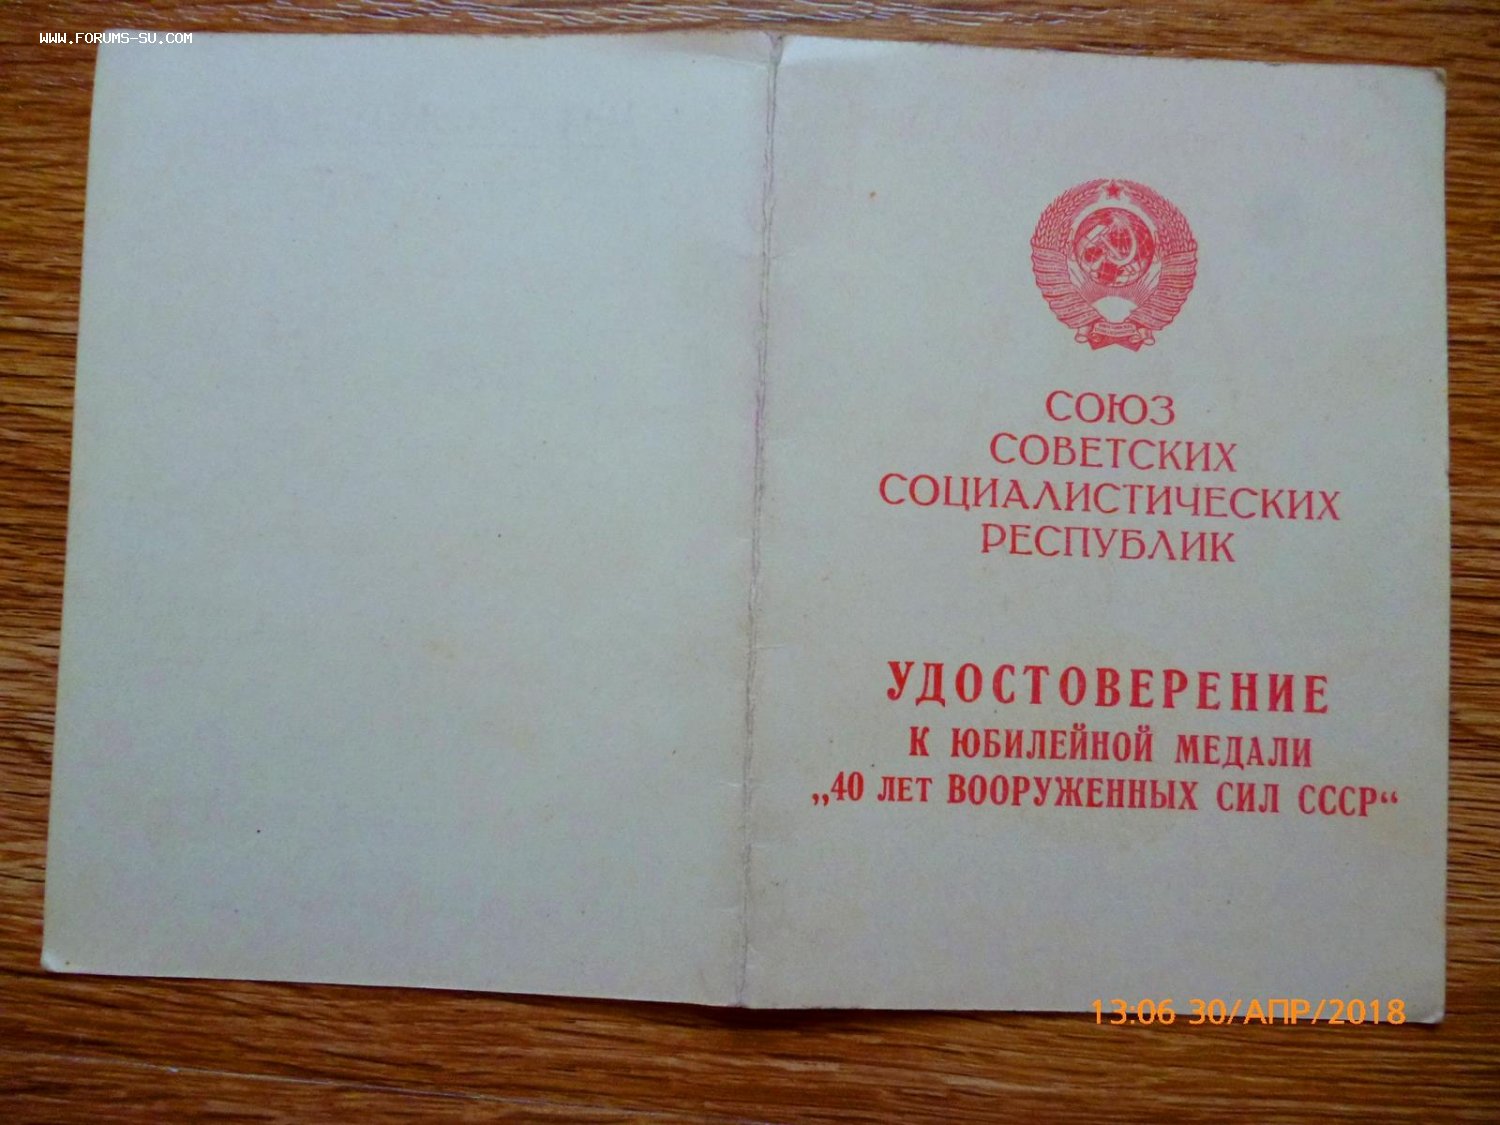 WWW.FORUMS-SU.COM
СОЮЗ
СОВЕТСКИХ
СОЦИАЛИСТИЧЕСКИХ
РЕСПУБЛИК
УДОСТОВЕРЕНИЕ
К ЮБИЛЕЙНОЙ МЕДАЛИ
„40 ЛЕТ ВООРУЖЕННЫХ СИЛ СССР“
13:06 30/АПР/2018